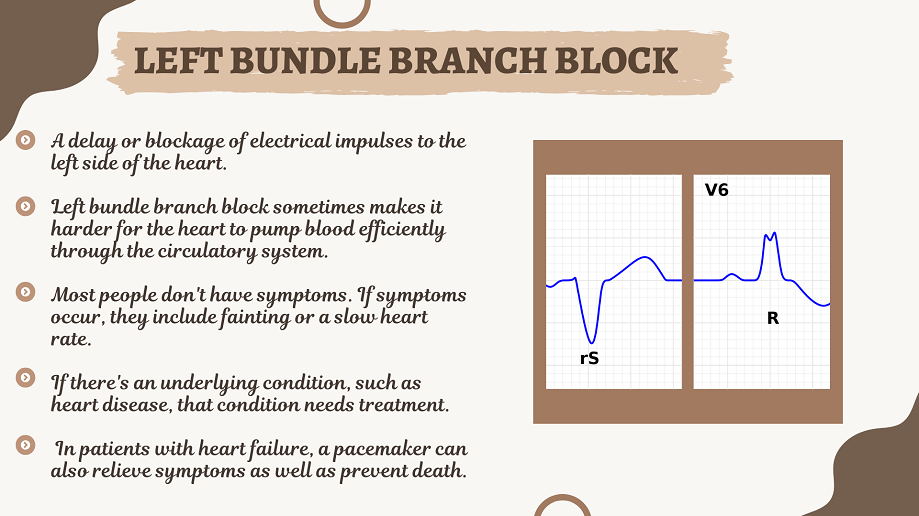 LEFT BUNDLE BRANCH BLOCK
A delay or blockage of electrical impulses to the
left side of the heart.
Left bundle branch block sometimes makes it
harder for the heart to pump blood efficiently
through the circulatory system.
Most people don't have symptoms. If symptoms
occur, they include fainting or a slow heart
rate.
If there's an underlying condition, such as
heart disease, that condition needs treatment.
In patients with heart failure, a pacemaker can
also relieve symptoms as well as prevent death.
rS
V6
R